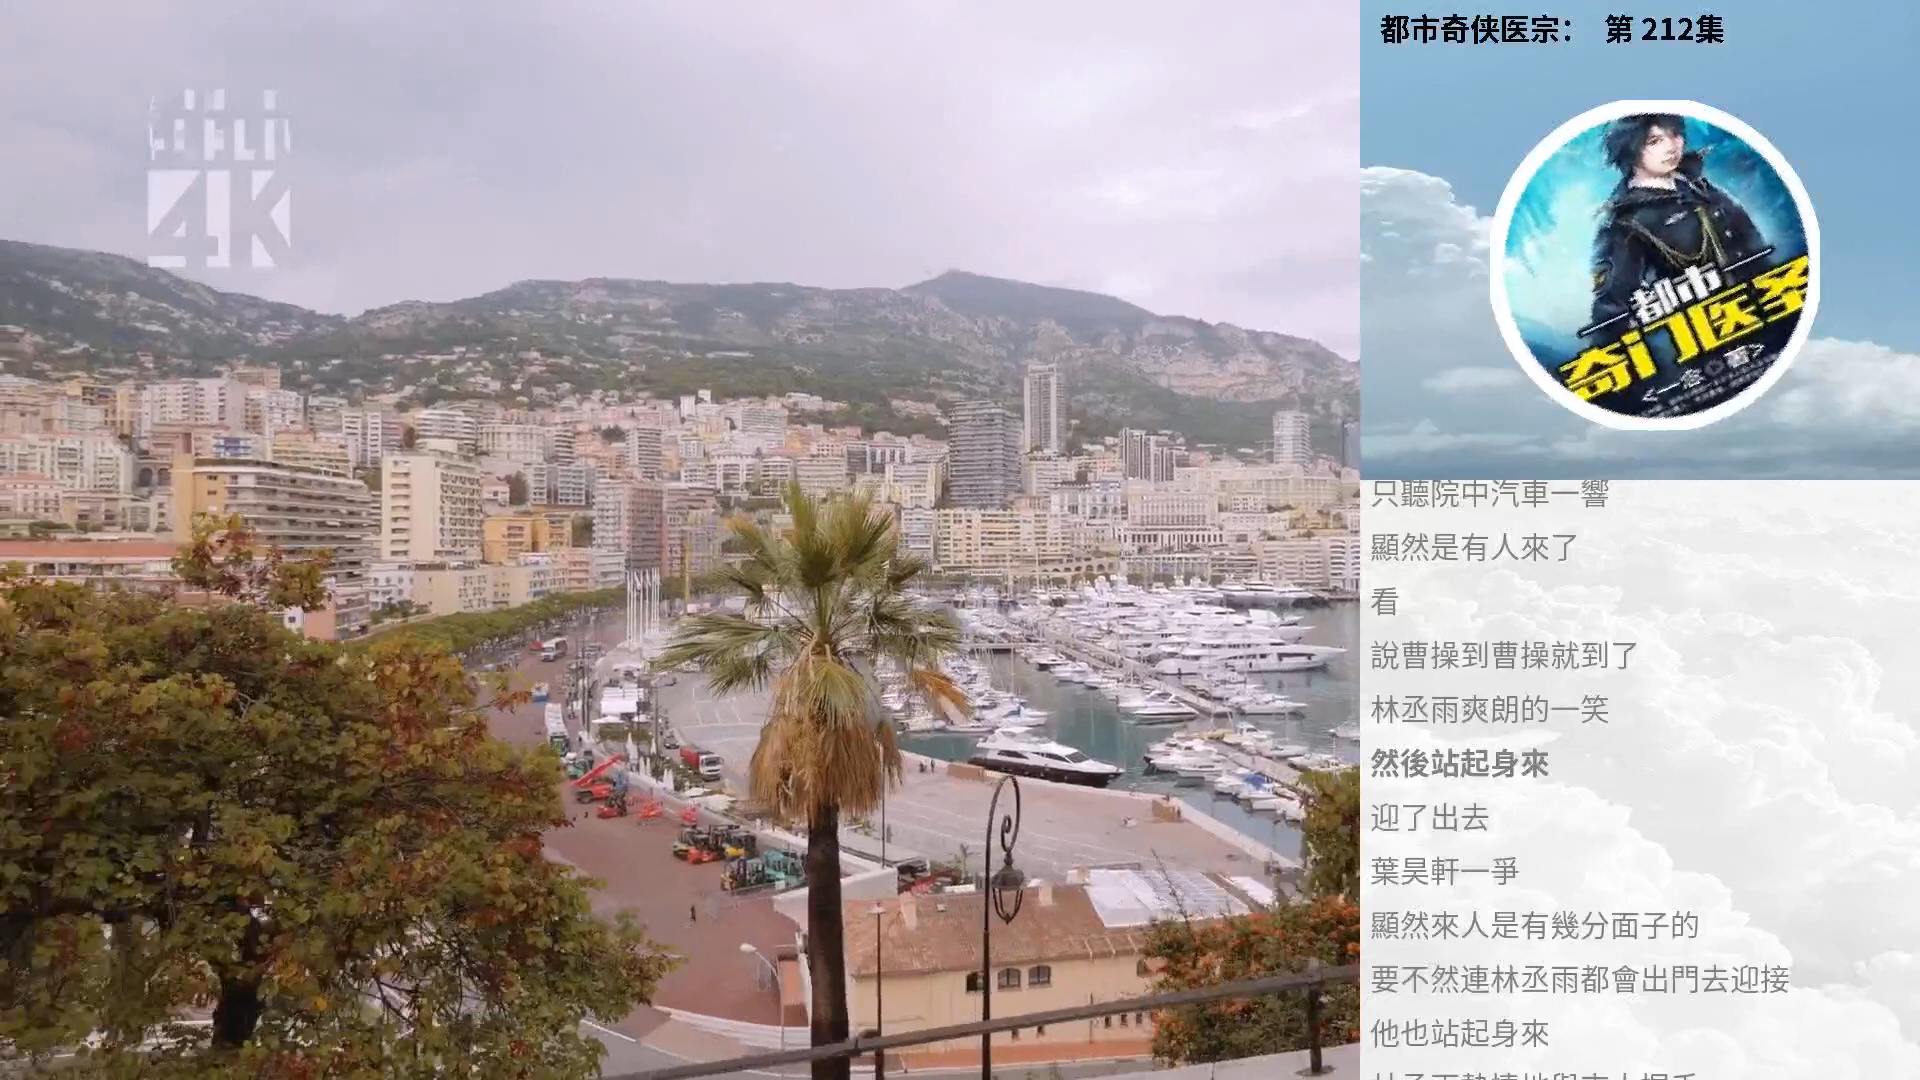 4K
都市奇侠医宗： 第 212集
都市
奇门医圣
只聽院中汽車一響
顯然是有人來了
看
說曹操到曹操就到了
林丞雨爽朗的一笑
然後站起身來
迎了出去
葉昊軒一爭
顯然來人是有幾分面子的
要不然連林丞雨都會出門去迎接
他也站起身來